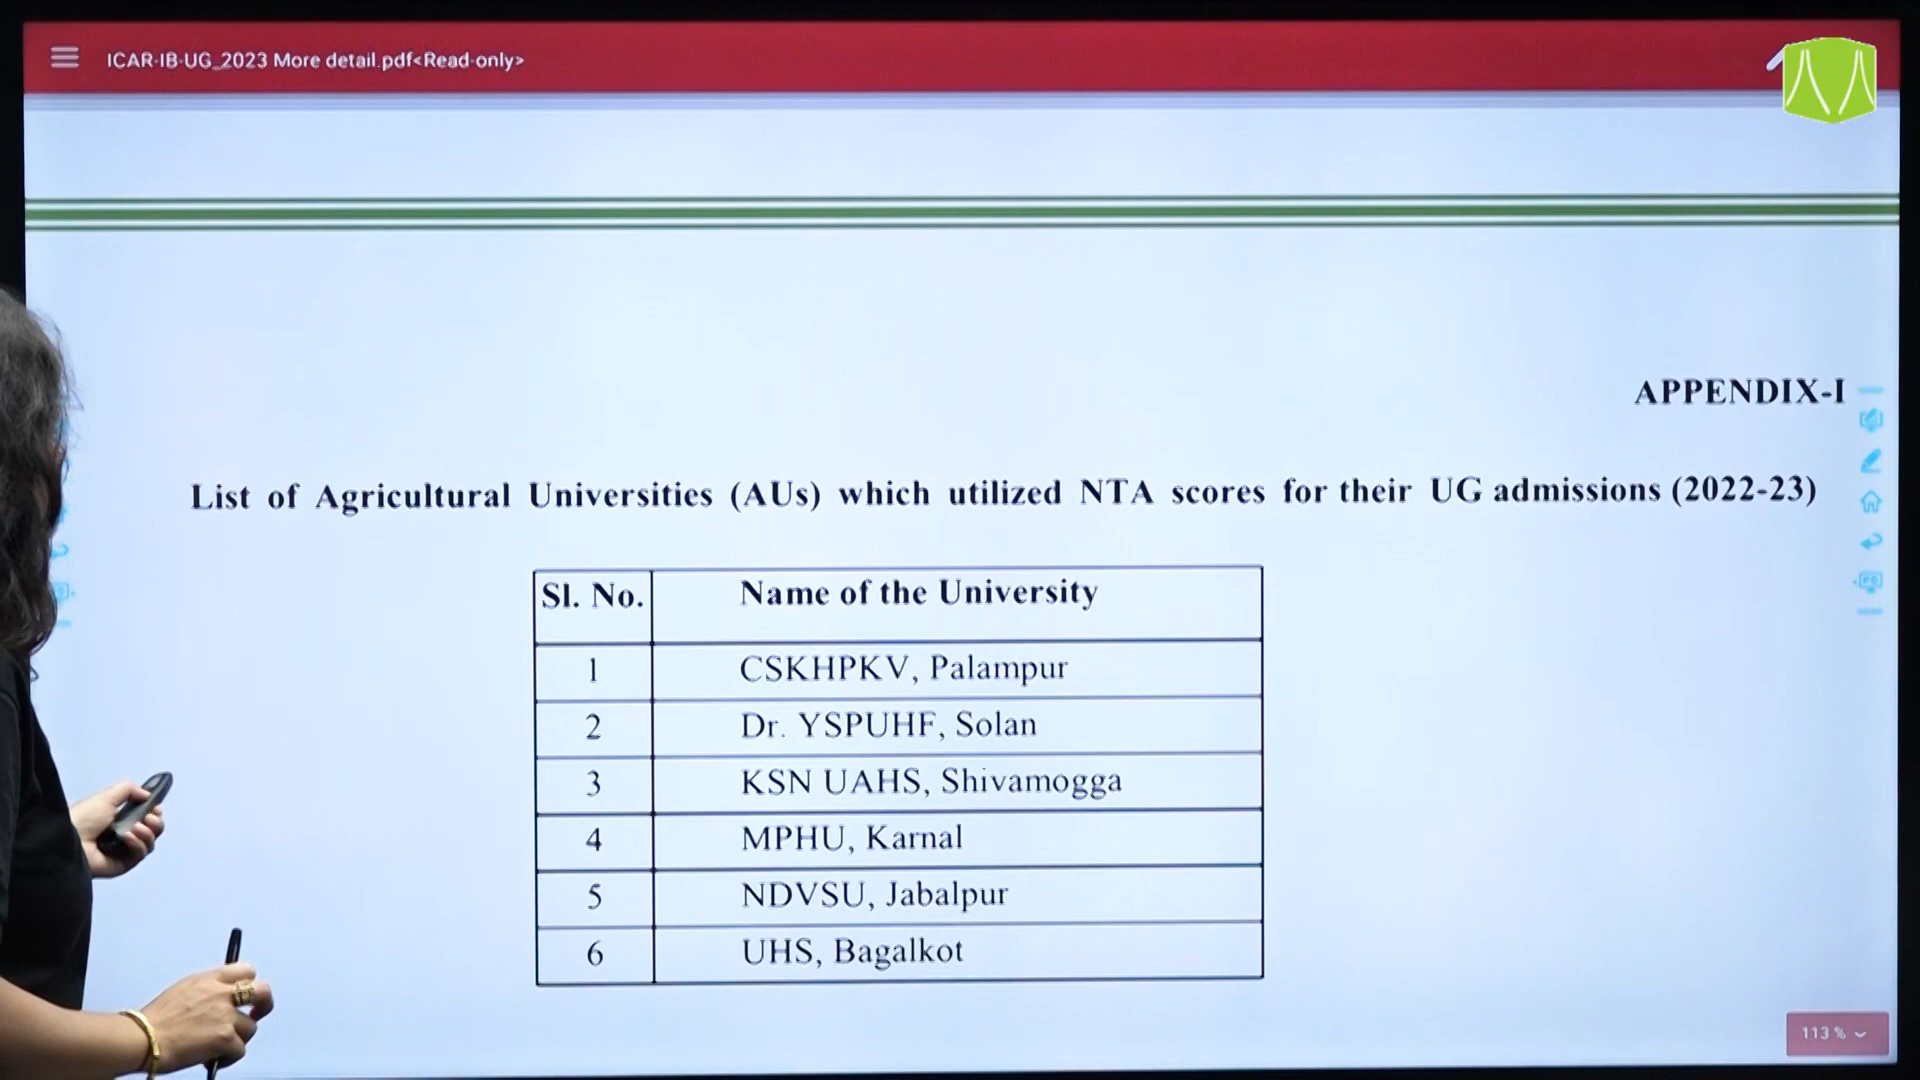 ICAR-IB-UG_2023 More detail.pdf<Read-only>
APPENDIX-I
List of Agricultural Universities (AUs) which utilized NTA scores for their UG admissions (2022-23)
Sl. No. Name of the University
1 CSKHPKV, Palampur
2 Dr. YSPUHF, Solan
3 KSN UAHS, Shivamogga
4 MPHU, Karnal
5 NDVSU, Jabalpur
6 UHS, Bagalkot
113 %